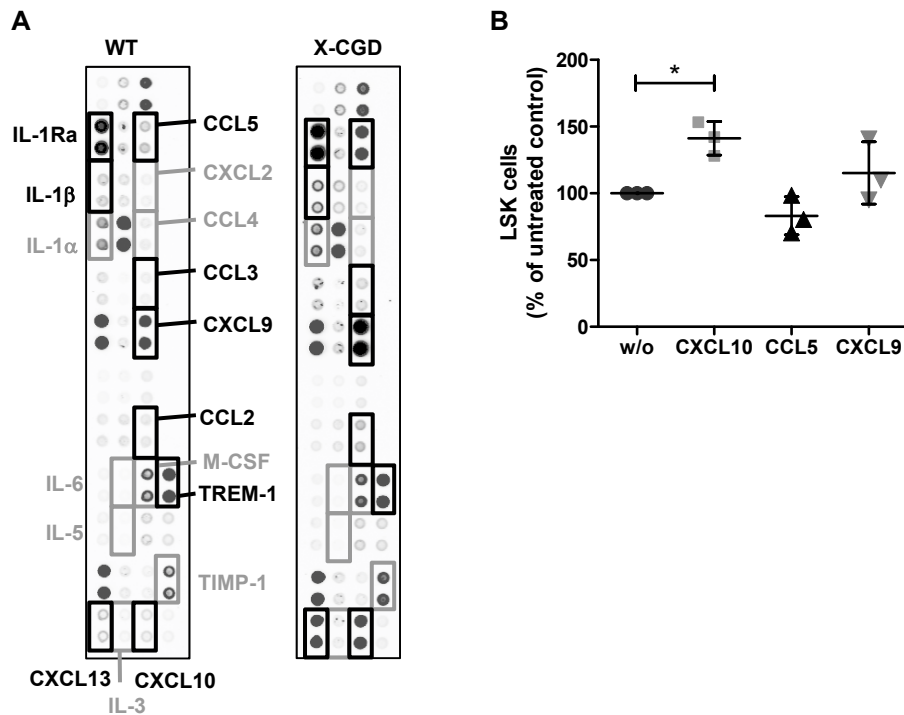 A
WT
X-CGD
IL-1Ra
CCL5
CXCL2
IL-1β
CCL4
IL-1α
CCL3
CXCL9
CCL2
M-CSF
IL-6
TREM-1
IL-5
TIMP-1
CXCL13
CXCL10
IL-3
B
LSK cells
(% of untreated control)
200
150
100
50
0
*
w/o
CXCL10
CCL5
CXCL9